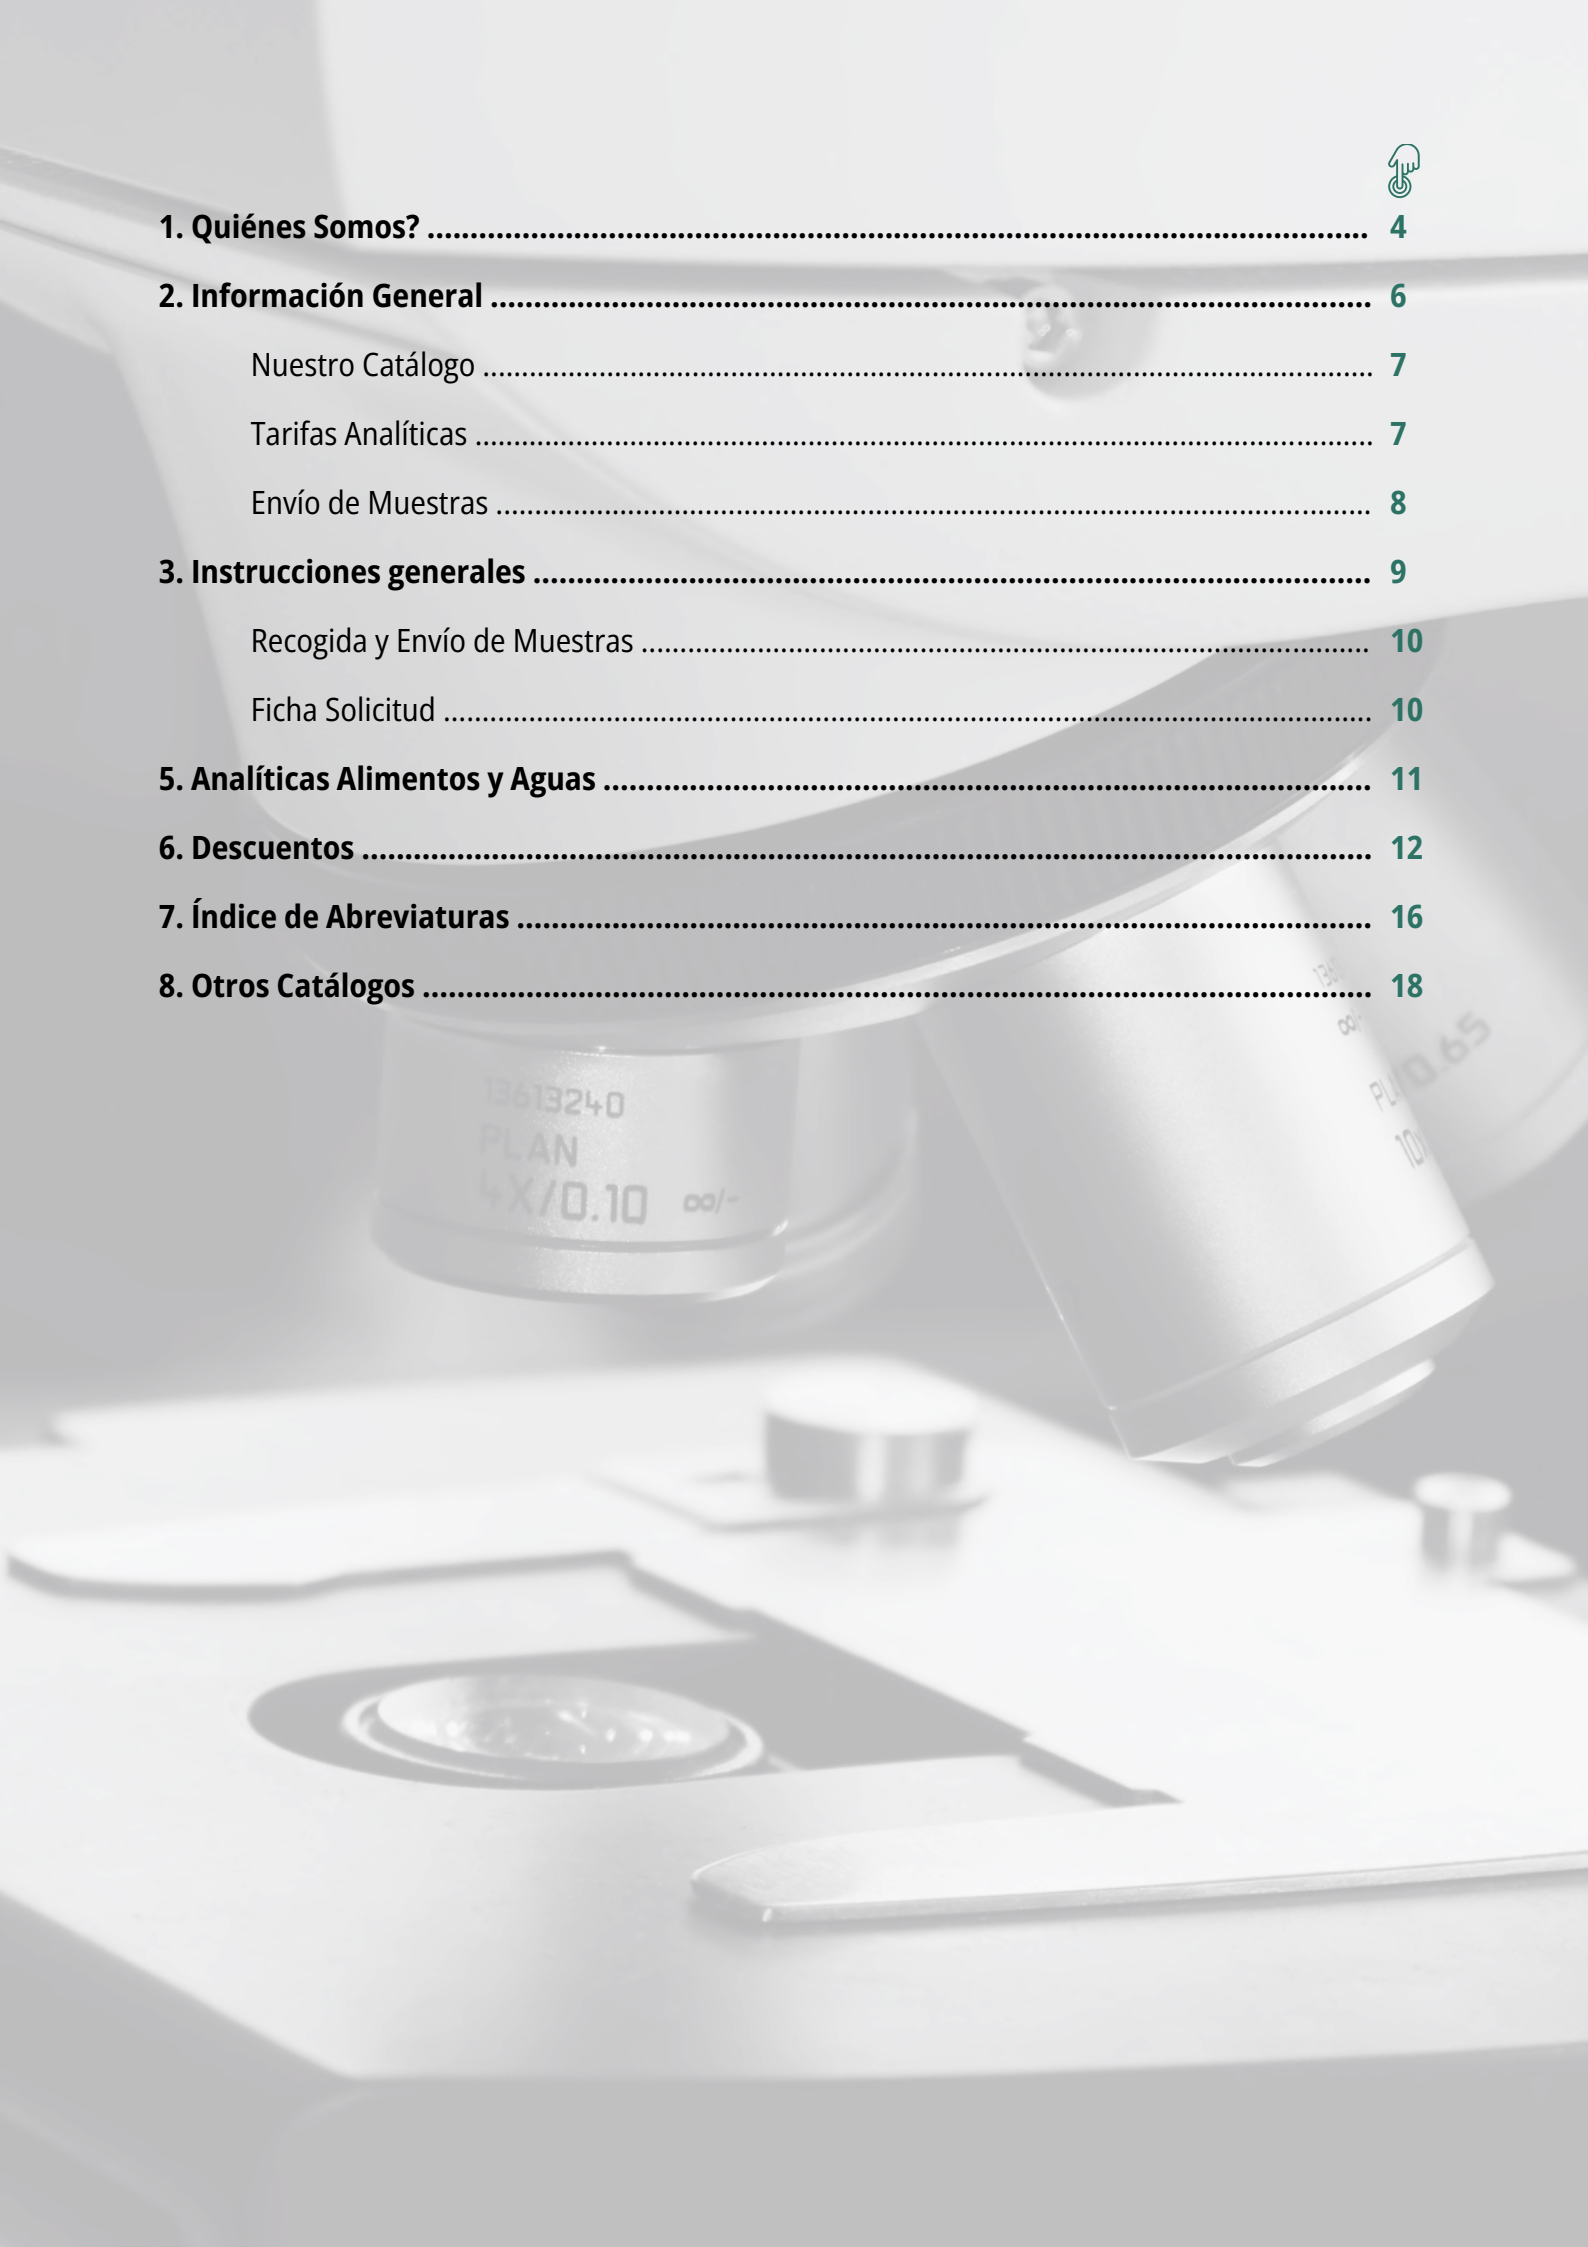 1. Quiénes Somos? ........................................ 4
2. Información General ........................................ 6
Nuestro Catálogo ........................................ 7
Tarifas Analíticas ........................................ 7
Envío de Muestras ........................................ 8
3. Instrucciones generales ........................................ 9
Recogida y Envío de Muestras ........................................ 10
Ficha Solicitud ........................................ 10
5. Analíticas Alimentos y Aguas ........................................ 11
6. Descuentos ........................................ 12
7. Índice de Abreviaturas ........................................ 16
8. Otros Catálogos ........................................ 18
13613240
PLAN
4X/0.10 ∞/-
0.65